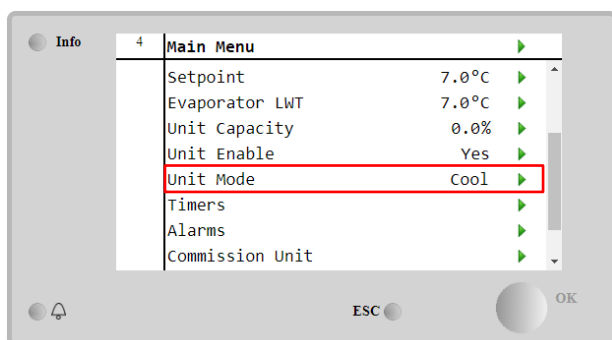 Info
4 Main Menu
Setpoint 7.0°C
Evaporator LWT 7.0°C
Unit Capacity 0.0%
Unit Enable Yes
Unit Mode Cool
Timers
Alarms
Commission Unit
ESC
OK